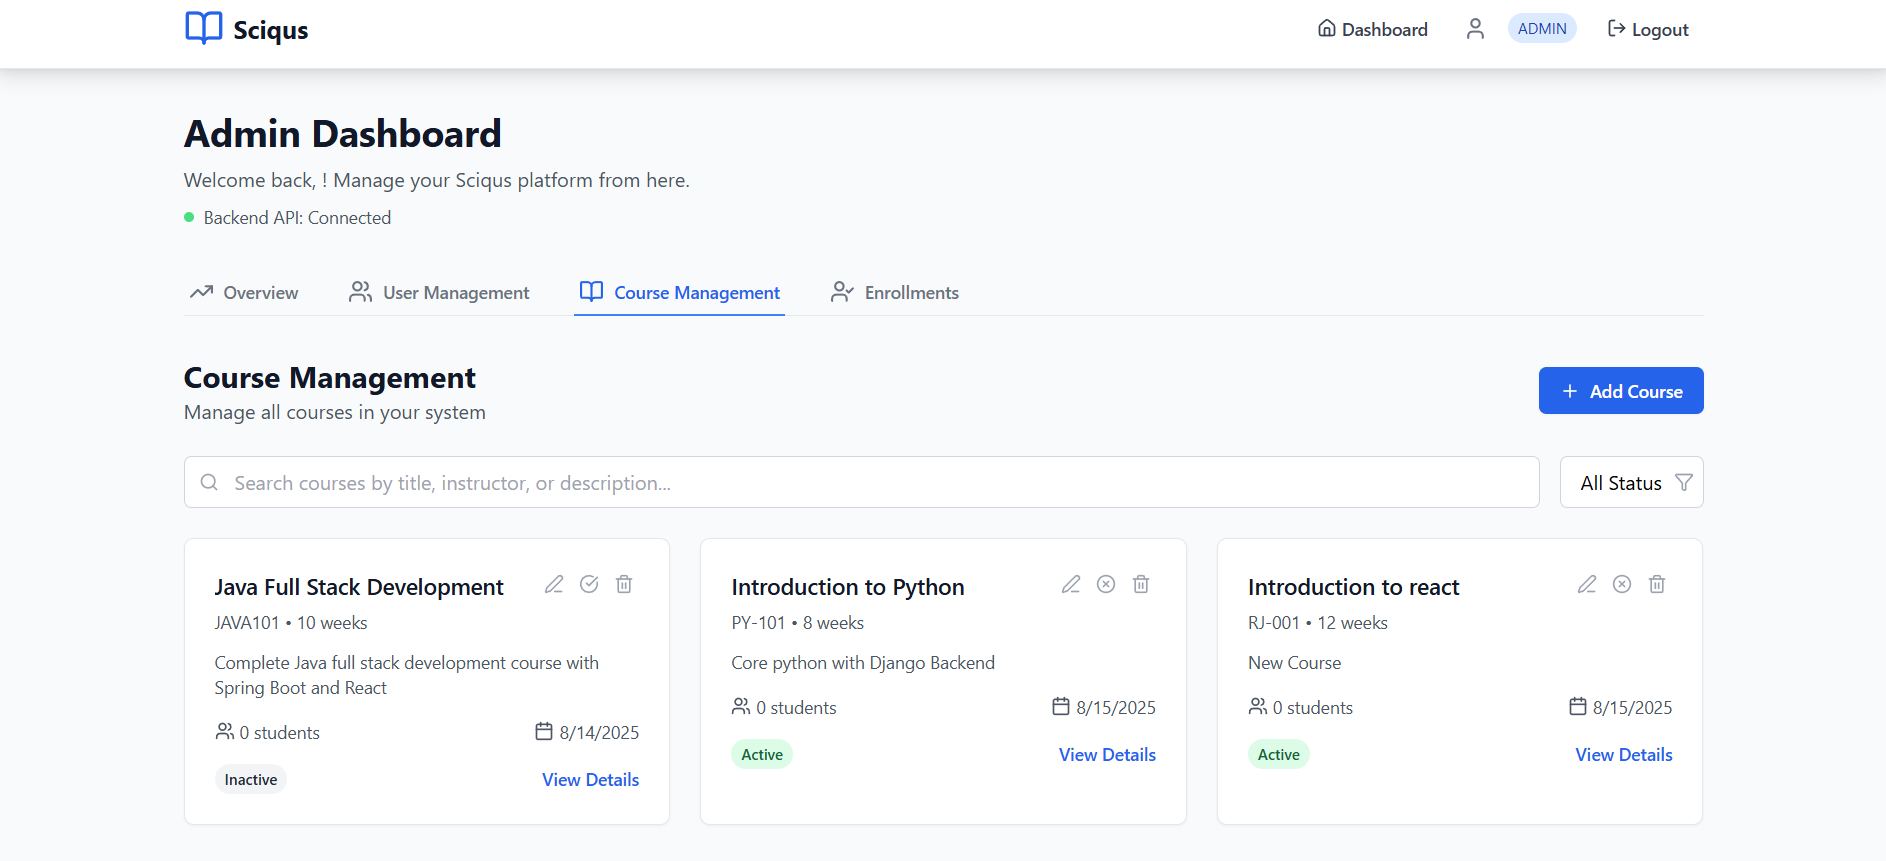 Sciqus
Dashboard
ADMIN
Logout
Admin Dashboard
Welcome back, ! Manage your Sciqus platform from here.
Backend API: Connected
Overview
User Management
Course Management
Enrollments
Course Management
Manage all courses in your system
Add Course
Search courses by title, instructor, or description...
All Status
Java Full Stack Development
JAVA101 • 10 weeks
Complete Java full stack development course with
Spring Boot and React
0 students
8/14/2025
Inactive
View Details
Introduction to Python
PY-101 • 8 weeks
Core python with Django Backend
0 students
8/15/2025
Active
View Details
Introduction to react
RJ-001 • 12 weeks
New Course
0 students
8/15/2025
Active
View Details